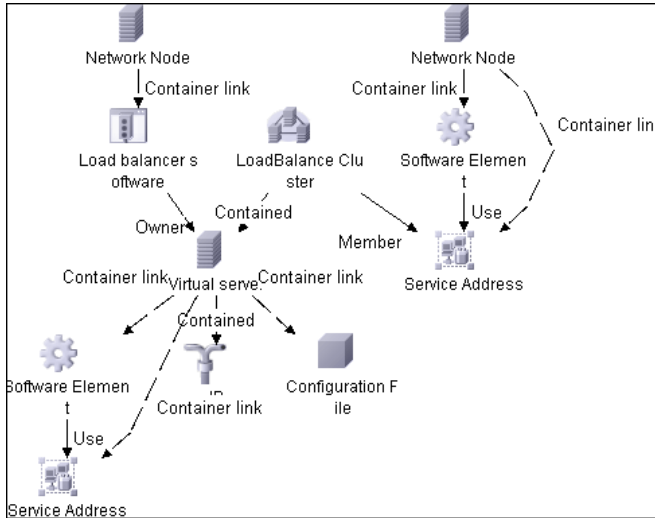 Network Node
Network Node
Container link
Container link
Container lin
Load balancer s
oftware
LoadBalance Clu
ster
Software Elemen
t
Owner
Contained
Use
Member
Container link
Virtual serve
Container link
Service Address
Contained
Software Elemen
t
Container link
Configuration F
ile
Use
Service Address